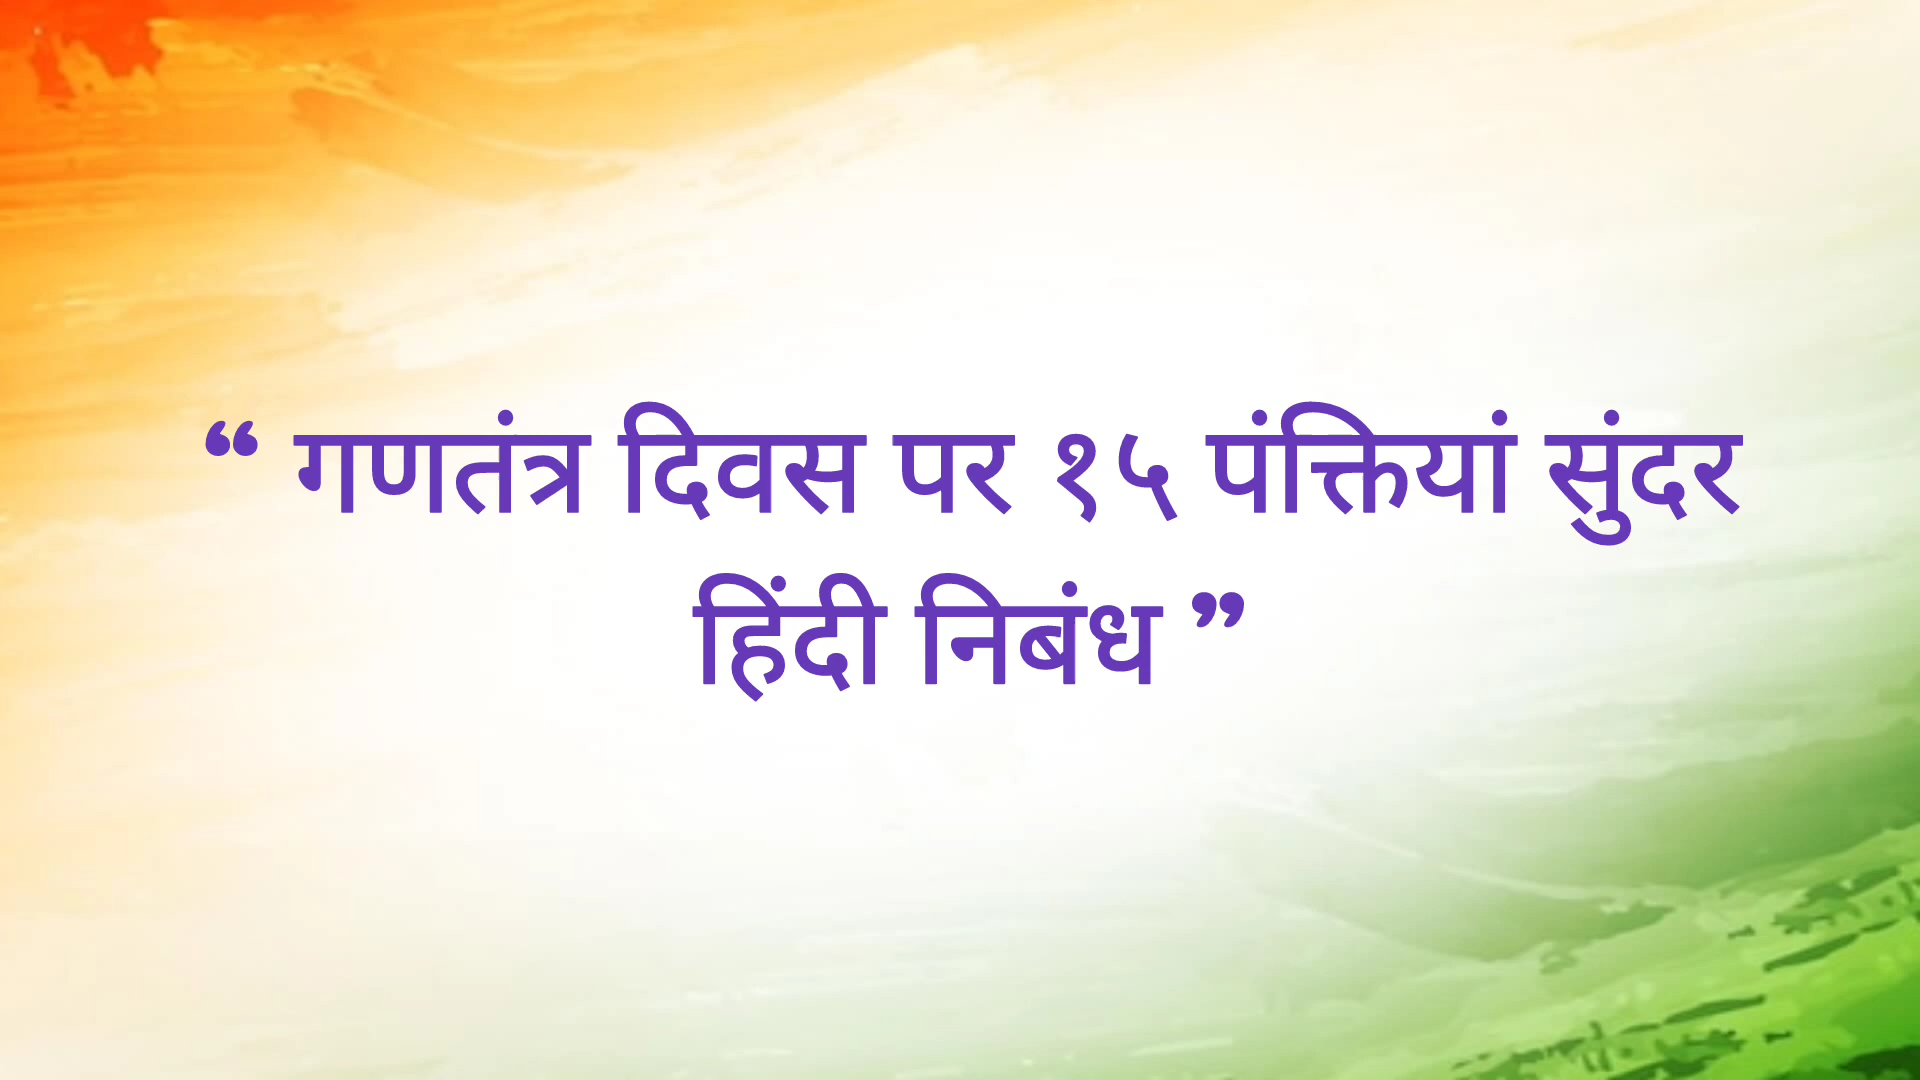 “ गणतंत्र दिवस पर १५ पंक्तियां सुंदर
हिंदी निबंध ”